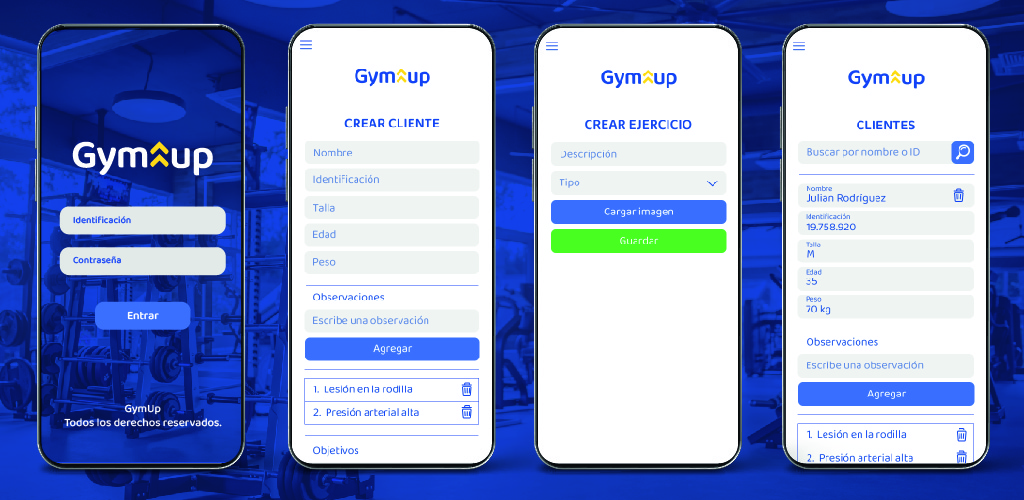 Gymup
Identificación
Contraseña
Entrar
GymUp
Todos los derechos reservados.
Gymup
CREAR CLIENTE
Nombre
Identificación
Talla
Edad
Peso
Observaciones
Escribe una observación
Agregar
1. Lesión en la rodilla
2. Presión arterial alta
Objetivos
Gymup
CREAR EJERCICIO
Descripción
Tipo
Cargar imagen
Guardar
Gymup
CLIENTES
Buscar por nombre o ID
Nombre
Julian Rodríguez
Identificación
19.758.920
Talla
M
Edad
35
Peso
70 kg
Observaciones
Escribe una observación
Agregar
1. Lesión en la rodilla
2. Presión arterial alta